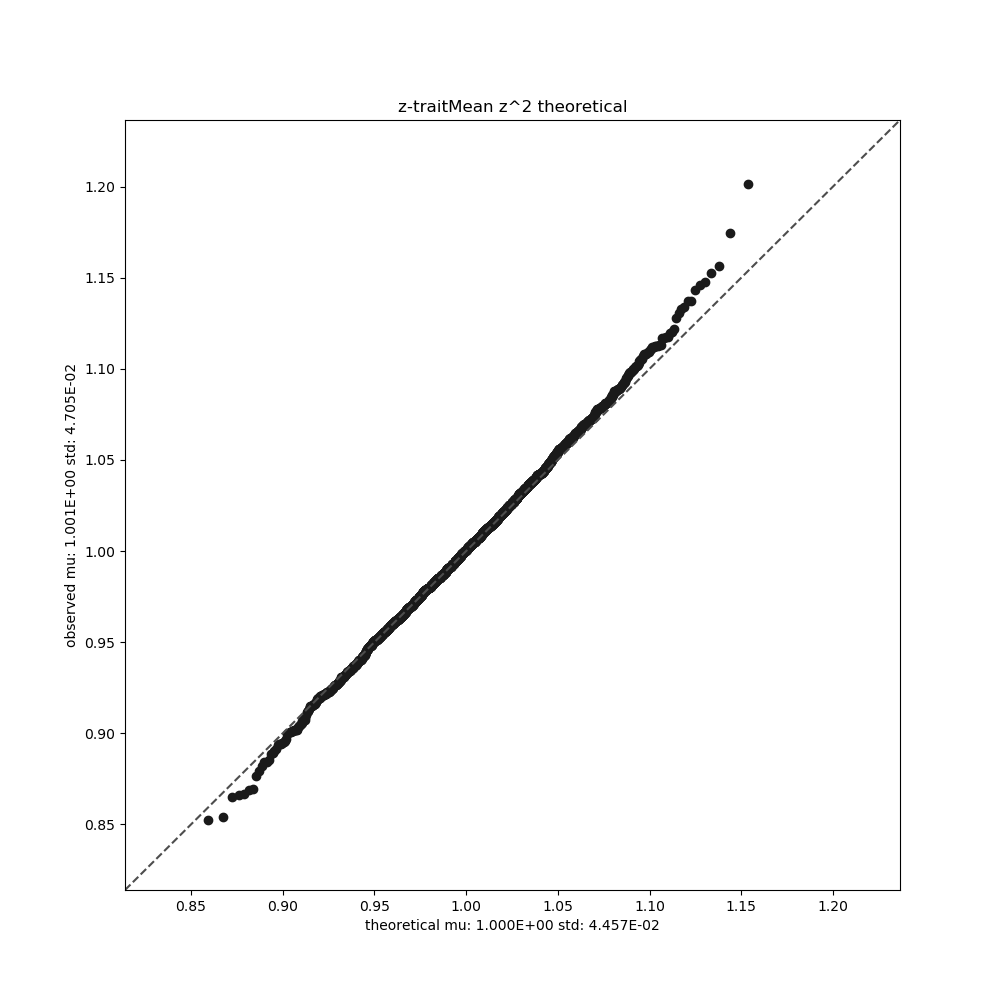 z-traitMean z^2 theoretical
1.20
1.15
1.10
1.05
1.00
0.95
0.90
0.85
observed mu: 1.001E+00 std: 4.705E-02
0.85 0.90 0.95 1.00 1.05 1.10 1.15 1.20
theoretical mu: 1.000E+00 std: 4.457E-02